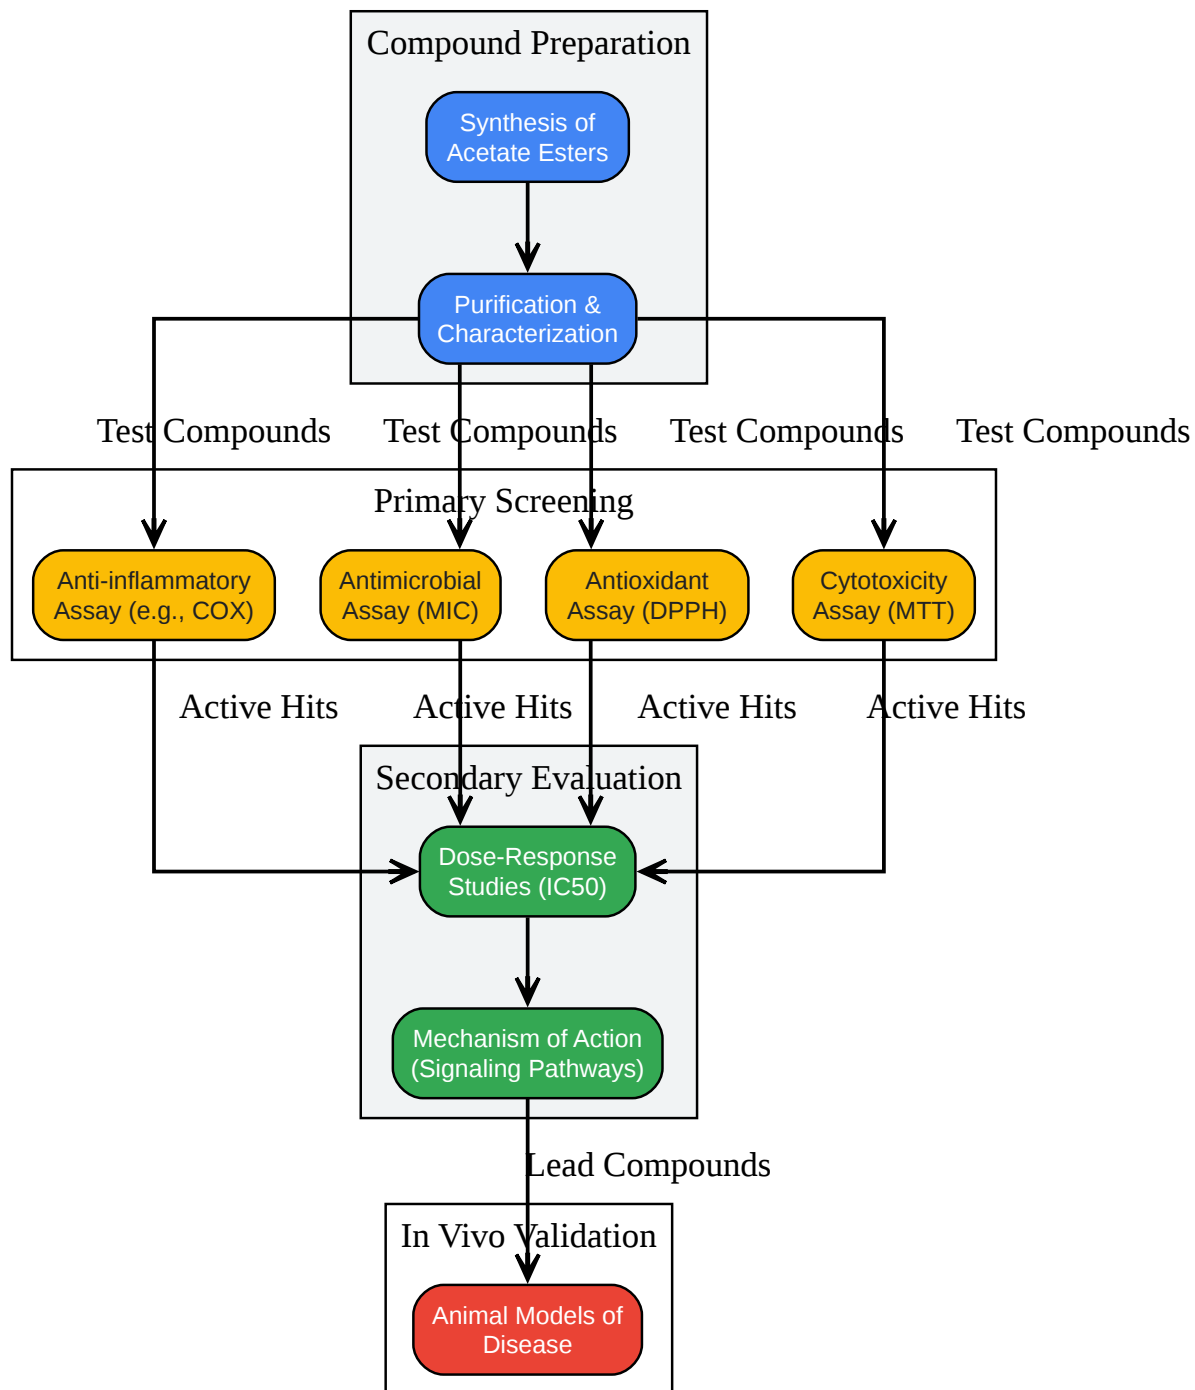 Compound Preparation
Synthesis of
Acetate Esters
Purification &
Characterization
Test Compounds
Test Compounds
Test Compounds
Test Compounds
Primary Screening
Anti-inflammatory
Assay (e.g., COX)
Antimicrobial
Assay (MIC)
Antioxidant
Assay (DPPH)
Cytotoxicity
Assay (MTT)
Active Hits
Active Hits
Active Hits
Active Hits
Secondary Evaluation
Dose-Response
Studies (IC50)
Mechanism of Action
(Signaling Pathways)
Lead Compounds
In Vivo Validation
Animal Models of
Disease